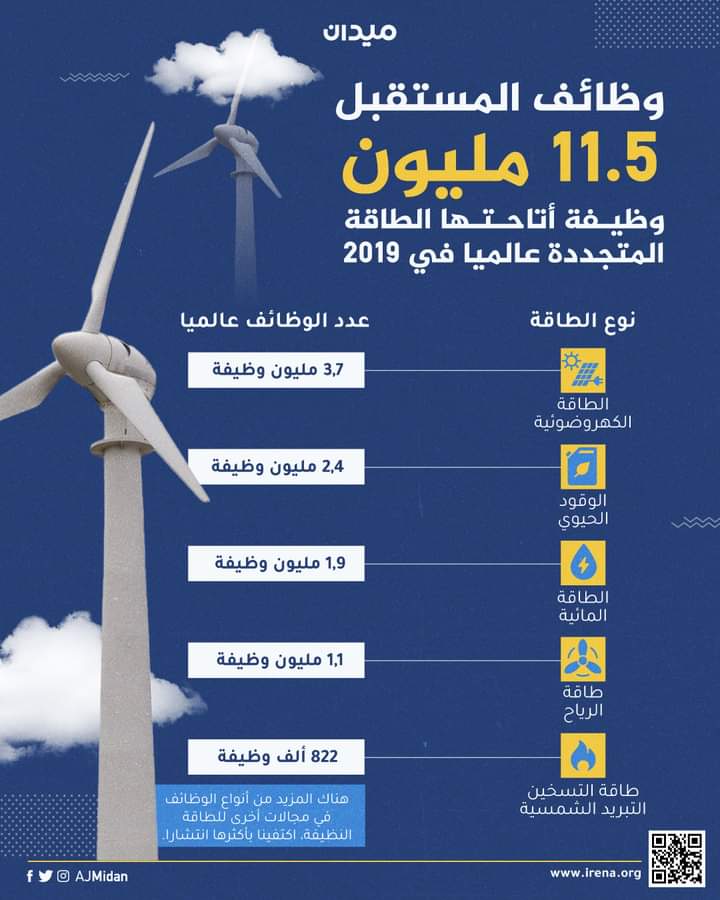 ميدان
وظائف المستقبل
11.5 مليون
وظيفة أتاحتها الطاقة
المتجددة عالميا في 2019
نوع الطاقة
عدد الوظائف عالميا
الطاقة
الكهروضوئية
3,7 مليون وظيفة
الوقود
الحيوي
2,4 مليون وظيفة
الطاقة
المائية
1,9 مليون وظيفة
طاقة
الرياح
1,1 مليون وظيفة
طاقة التسخين
التبريد الشمسية
822 ألف وظيفة
هناك المزيد من أنواع الوظائف
في مجالات أخرى للطاقة
النظيفة، اكتفينا بأكثرها انتشارا.
AJMidan
www.irena.org